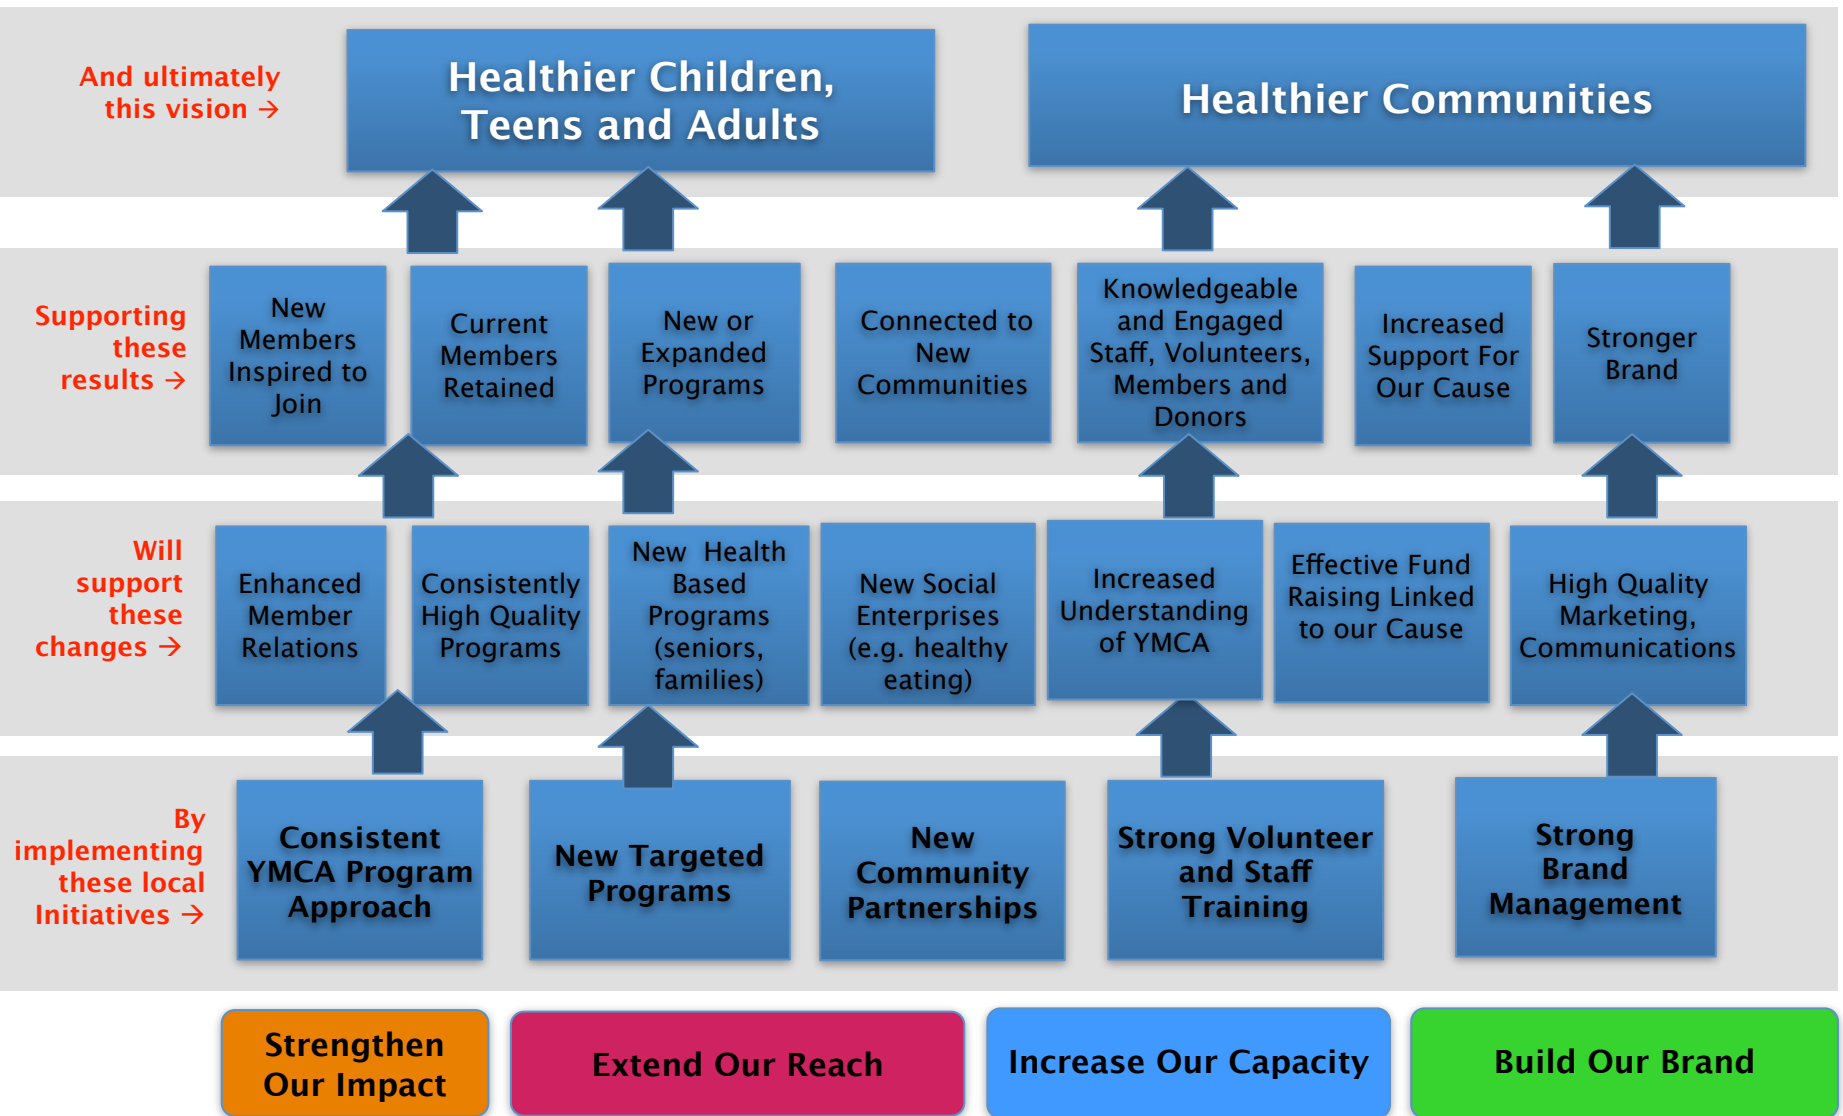 And ultimately
this vision →
Healthier Children,
Teens and Adults
Healthier Communities
Supporting
these
results →
New
Members
Inspired to
Join
Current
Members
Retained
New or
Expanded
Programs
Connected to
New
Communities
Knowledgeable
and Engaged
Staff, Volunteers,
Members and
Donors
Increased
Support For
Our Cause
Stronger
Brand
Will
support
these
changes →
Enhanced
Member
Relations
Consistently
High Quality
Programs
New Health
Based
Programs
(seniors,
families)
New Social
Enterprises
(e.g. healthy
eating)
Increased
Understanding
of YMCA
Effective Fund
Raising Linked
to our Cause
High Quality
Marketing,
Communications
By
implementing
these local
Initiatives →
Consistent
YMCA Program
Approach
New Targeted
Programs
New
Community
Partnerships
Strong Volunteer
and Staff
Training
Strong
Brand
Management
Strengthen
Our Impact
Extend Our Reach
Increase Our Capacity
Build Our Brand